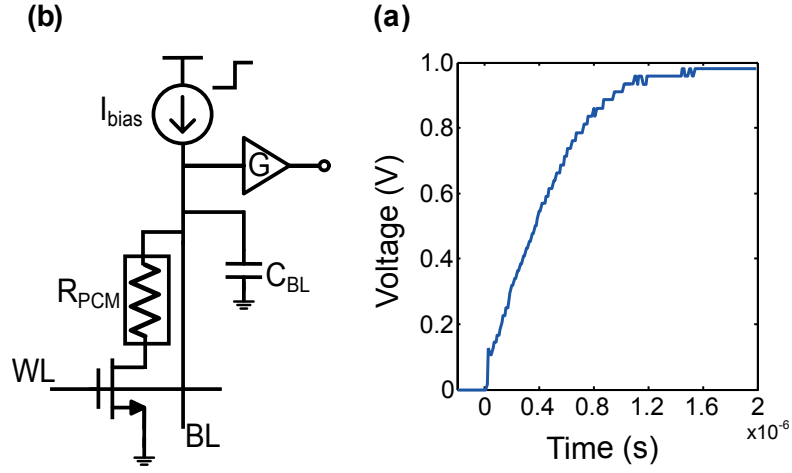 (b)
I_bias
G
R_PCM
C_BL
WL
BL
(a)
Voltage (V)
1.0
0.8
0.6
0.4
0.2
0
0 0.4 0.8 1.2 1.6 2
x10^-6
Time (s)